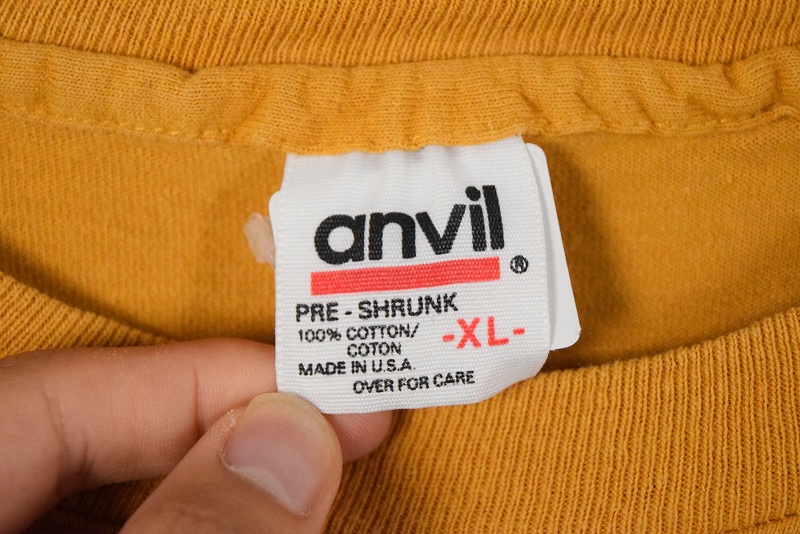 anvil®
PRE - SHRUNK
100% COTTON/
COTON
-XL-
MADE IN U.S.A.
OVER FOR CARE